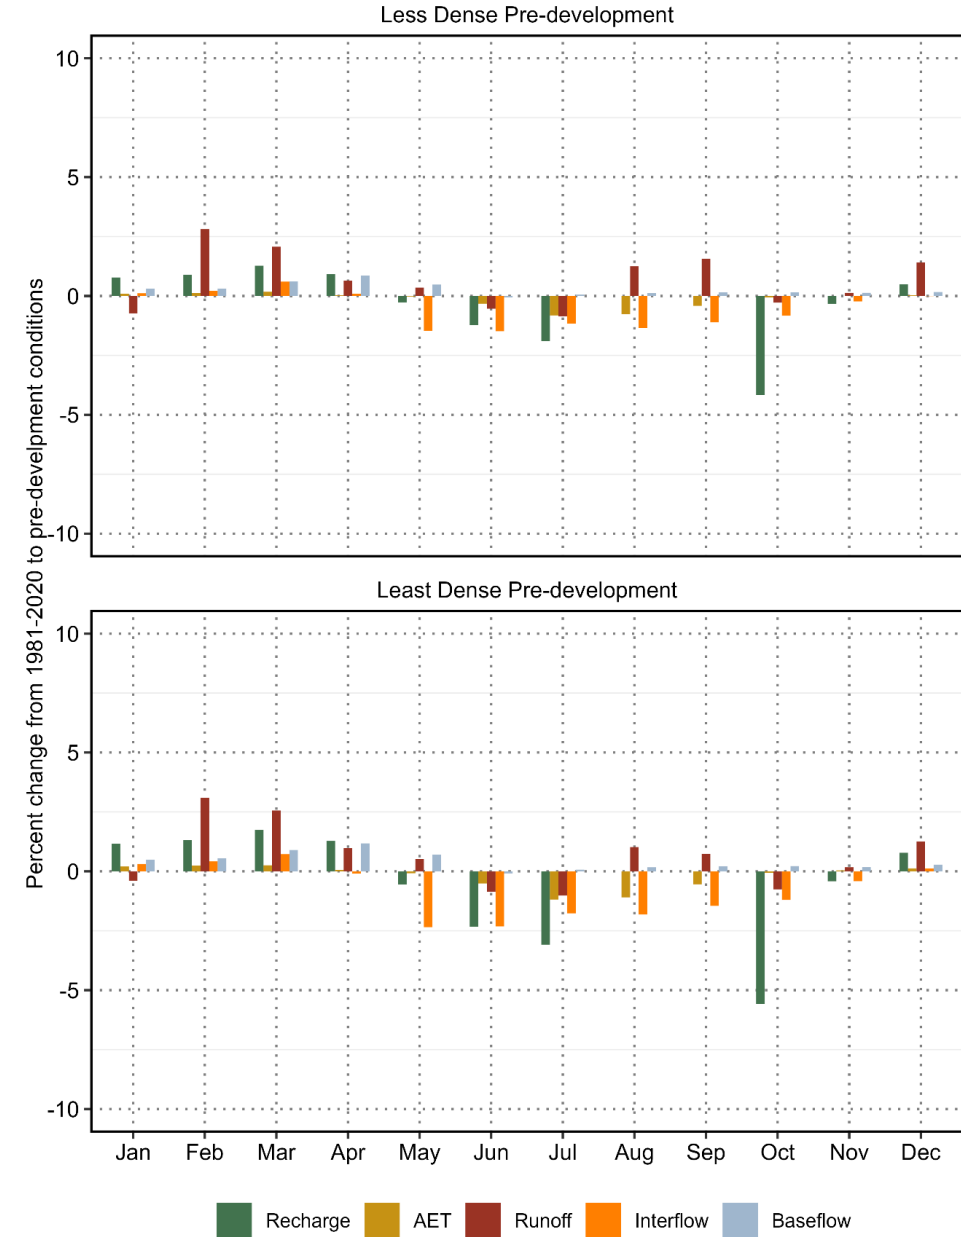 Less Dense Pre-development
10
5
0
-5
-10
Percent change from 1981-2020 to pre-develpment conditions
Least Dense Pre-development
10
5
0
-5
-10
Jan Feb Mar Apr May Jun Jul Aug Sep Oct Nov Dec
Recharge AET Runoff Interflow Baseflow